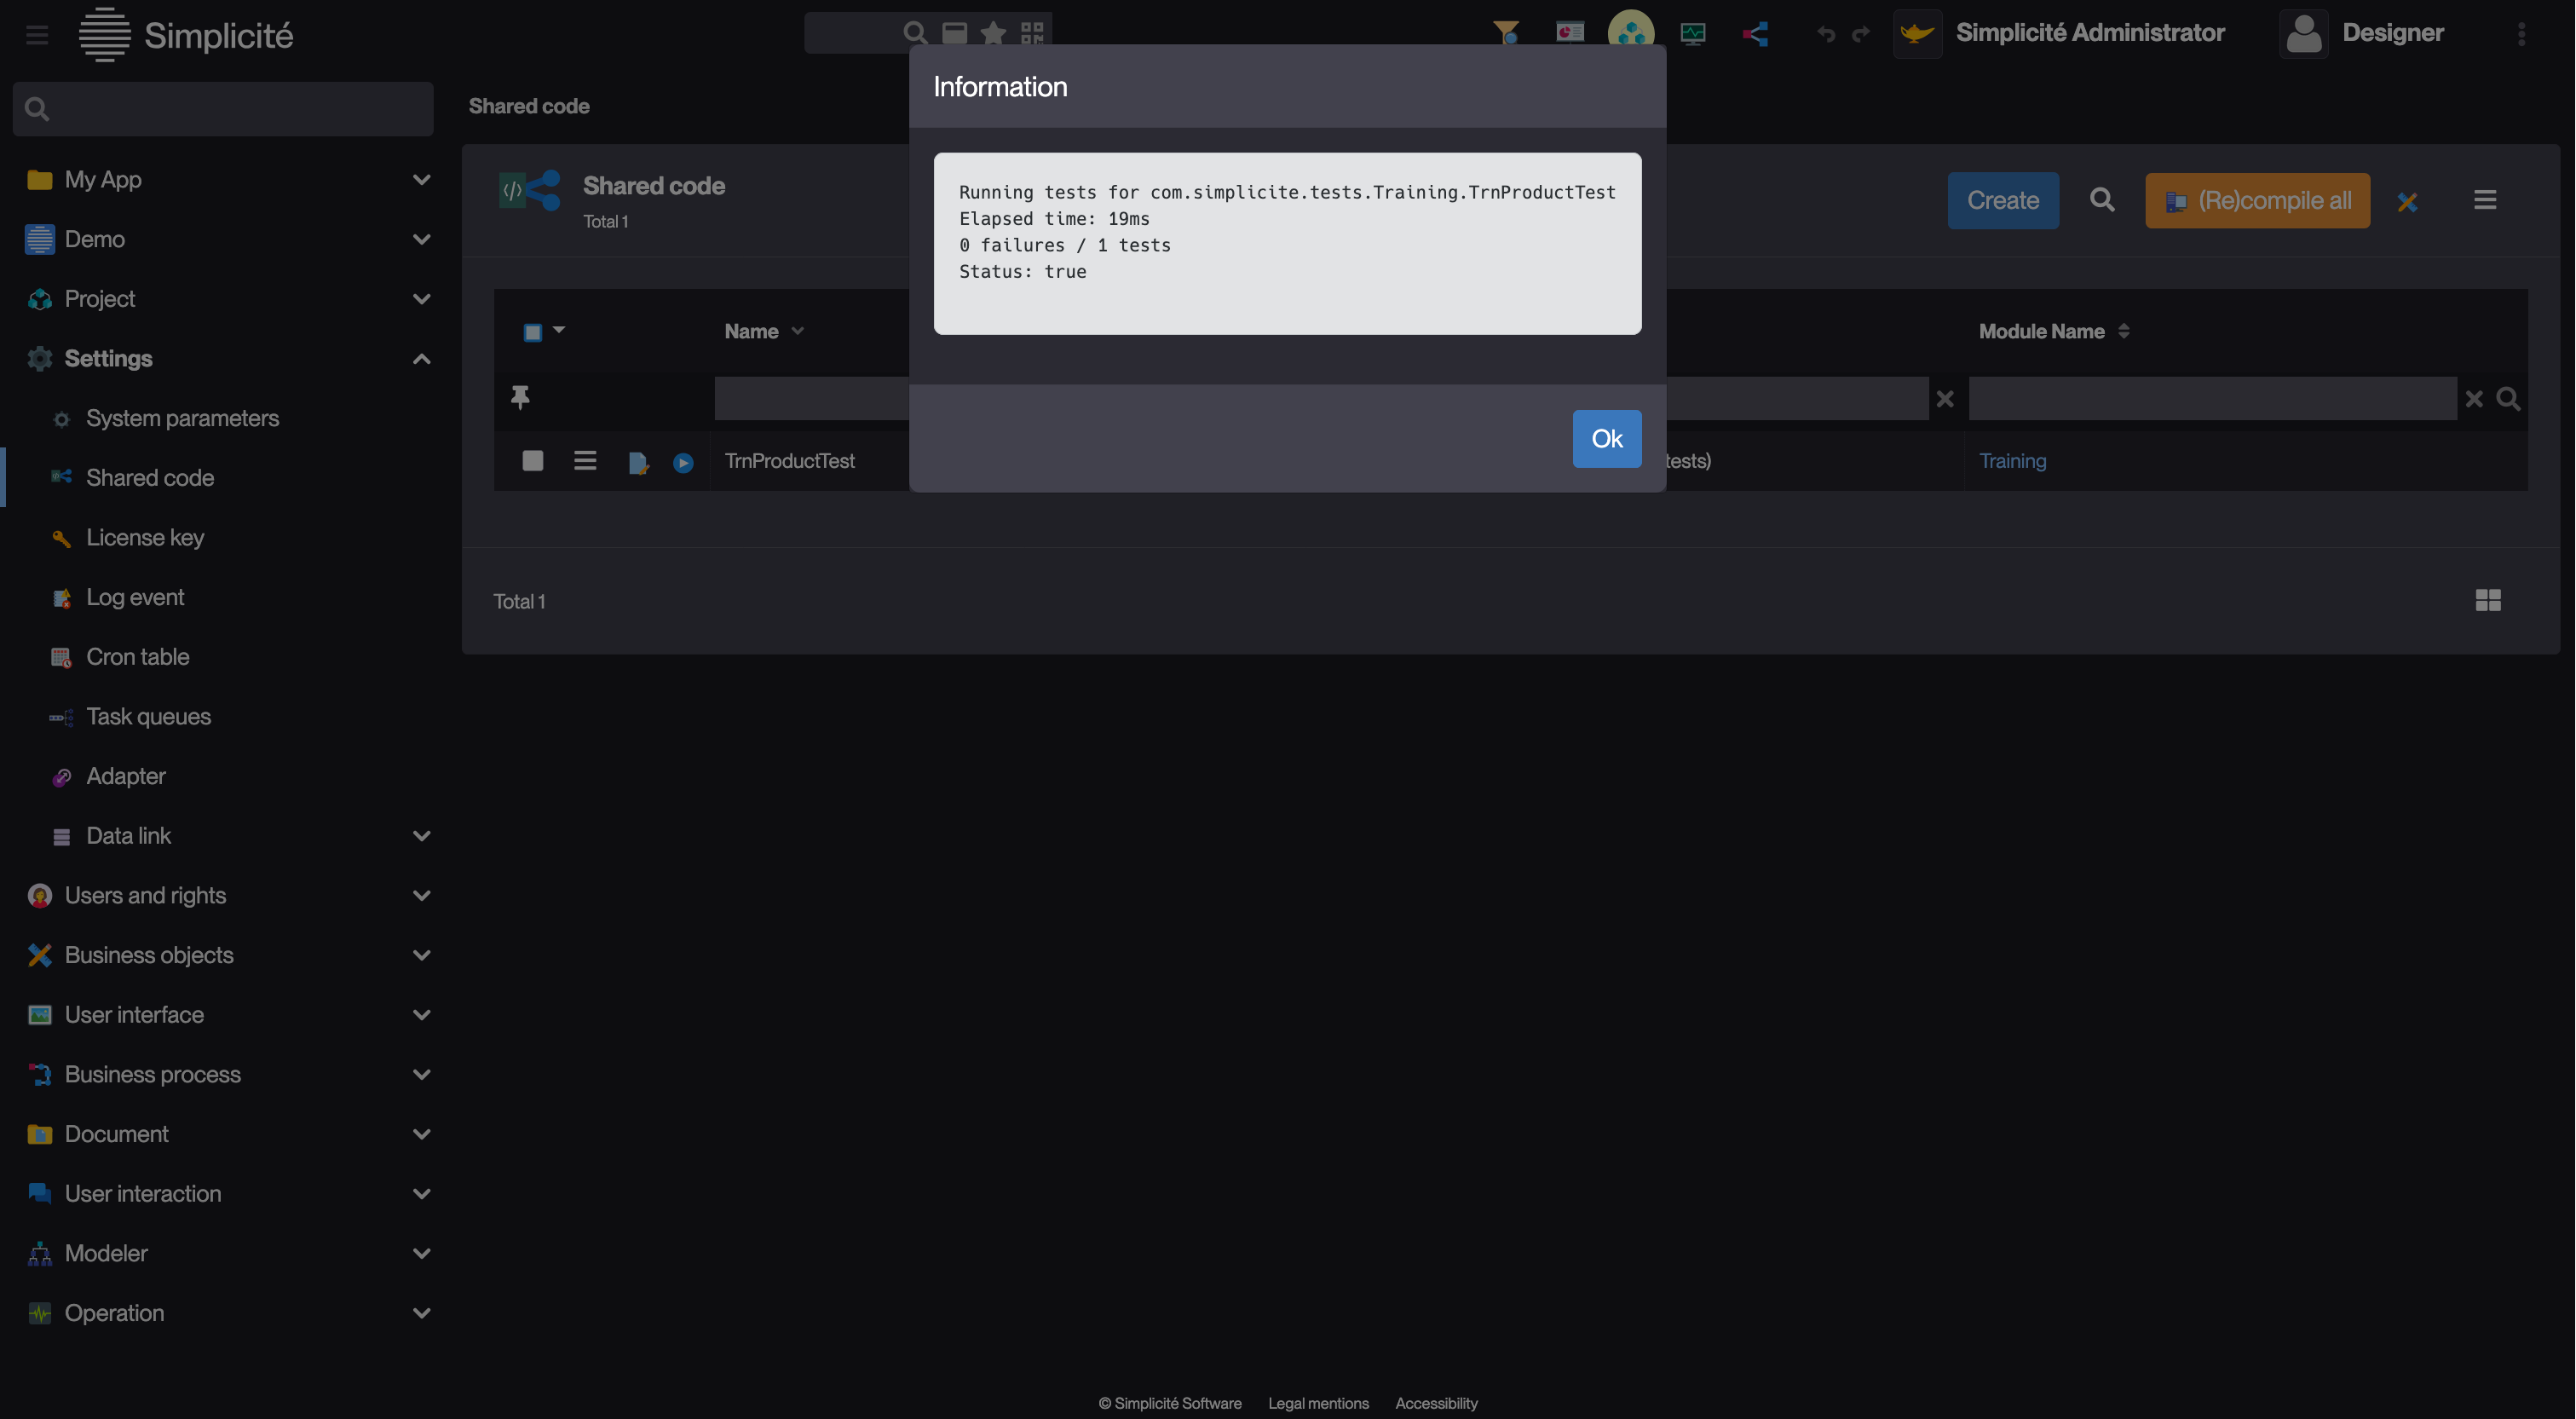 Simplicité
Simplicité Administrator
Designer
Information
Shared code
Running tests for com.simplicite.tests.Training.TrnProductTest
Elapsed time: 19ms
0 failures / 1 tests
Status: true
Ok
Shared code
Total 1
Create
(Re)compile all
Name
Module Name
TrnProductTest
tests)
Training
Total 1
My App
Demo
Project
Settings
System parameters
Shared code
License key
Log event
Cron table
Task queues
Adapter
Data link
Users and rights
Business objects
User interface
Business process
Document
User interaction
Modeler
Operation
© Simplicité Software
Legal mentions
Accessibility